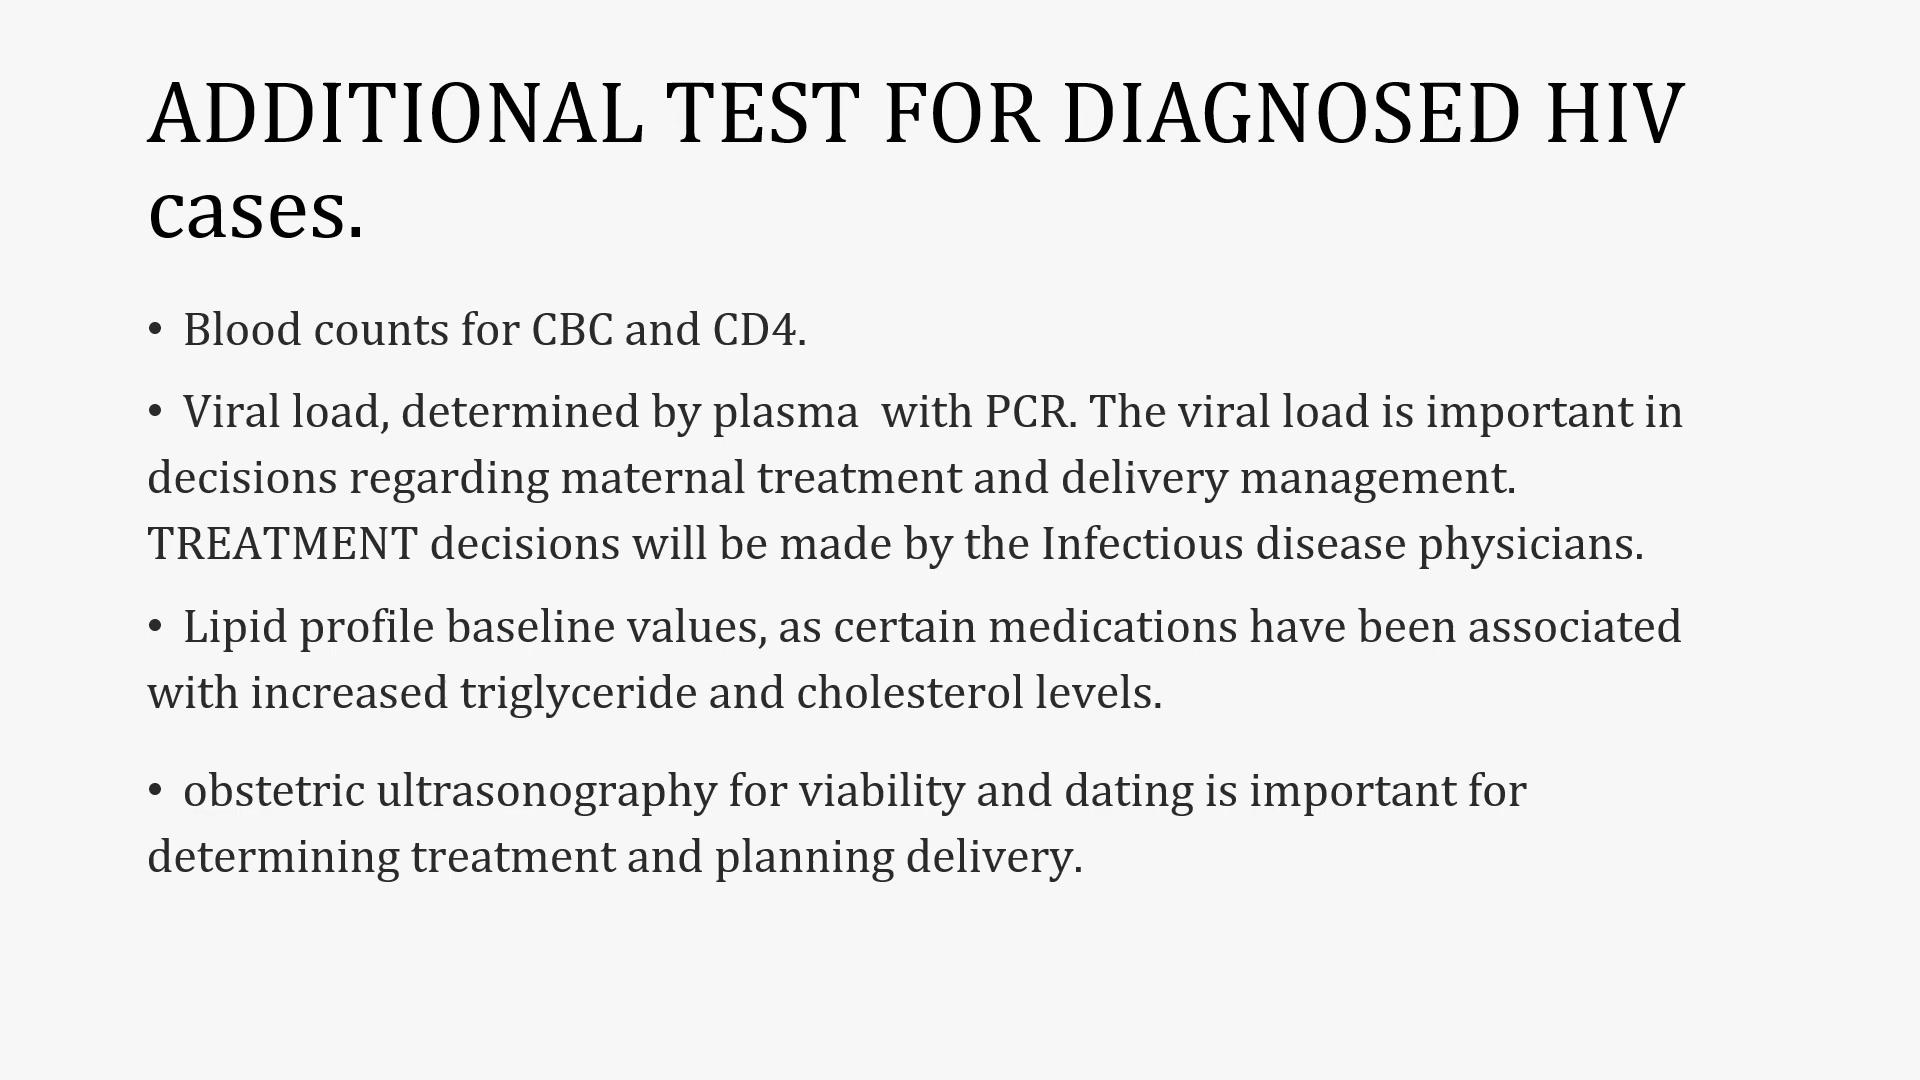 ADDITIONAL TEST FOR DIAGNOSED HIV
cases.
• Blood counts for CBC and CD4.
• Viral load, determined by plasma  with PCR. The viral load is important in
decisions regarding maternal treatment and delivery management.
TREATMENT decisions will be made by the Infectious disease physicians.
• Lipid profile baseline values, as certain medications have been associated
with increased triglyceride and cholesterol levels.
• obstetric ultrasonography for viability and dating is important for
determining treatment and planning delivery.